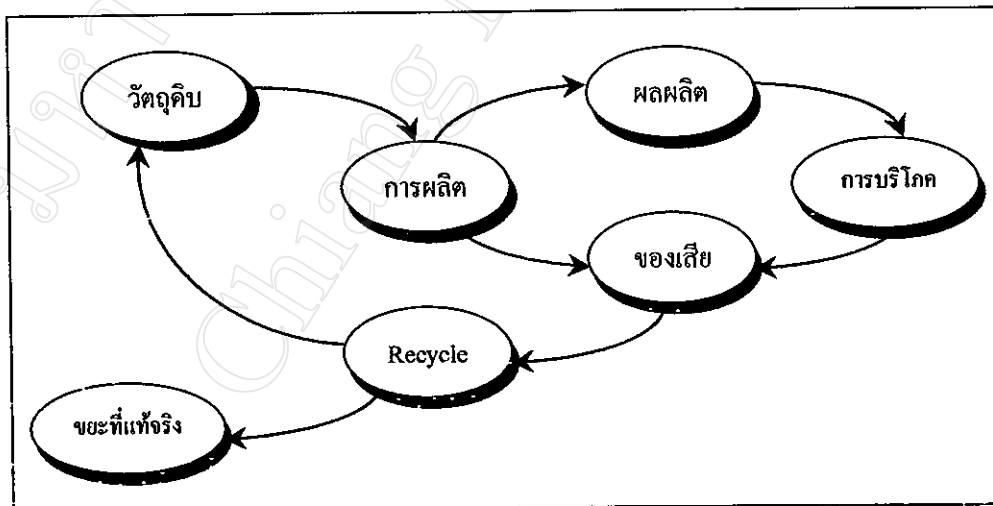 วัตถุดิบ
ผลผลิต
การผลิต
การบริโภค
ของเสีย
Recycle
ขยะที่แท้จริง
Chiang